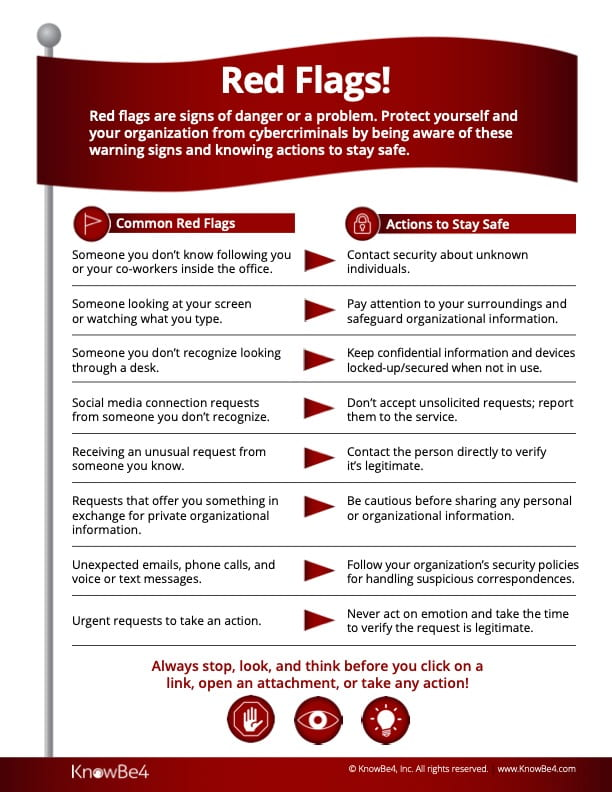 Red Flags!
Red flags are signs of danger or a problem. Protect yourself and
your organization from cybercriminals by being aware of these
warning signs and knowing actions to stay safe.
Common Red Flags
Actions to Stay Safe
Someone you don't know following you
or your co-workers inside the office.
Contact security about unknown
individuals.
Someone looking at your screen
or watching what you type.
Pay attention to your surroundings and
safeguard organizational information.
Someone you don't recognize looking
through a desk.
Keep confidential information and devices
locked-up/secured when not in use.
Social media connection requests
from someone you don't recognize.
Don't accept unsolicited requests; report
them to the service.
Receiving an unusual request from
someone you know.
Contact the person directly to verify
it's legitimate.
Requests that offer you something in
exchange for private organizational
information.
Be cautious before sharing any personal
or organizational information.
Unexpected emails, phone calls, and
voice or text messages.
Follow your organization's security policies
for handling suspicious correspondences.
Urgent requests to take an action.
Never act on emotion and take the time
to verify the request is legitimate.
Always stop, look, and think before you click on a
link, open an attachment, or take any action!
KnowBe4
© KnowBe4, Inc. All rights reserved. www.KnowBe4.com